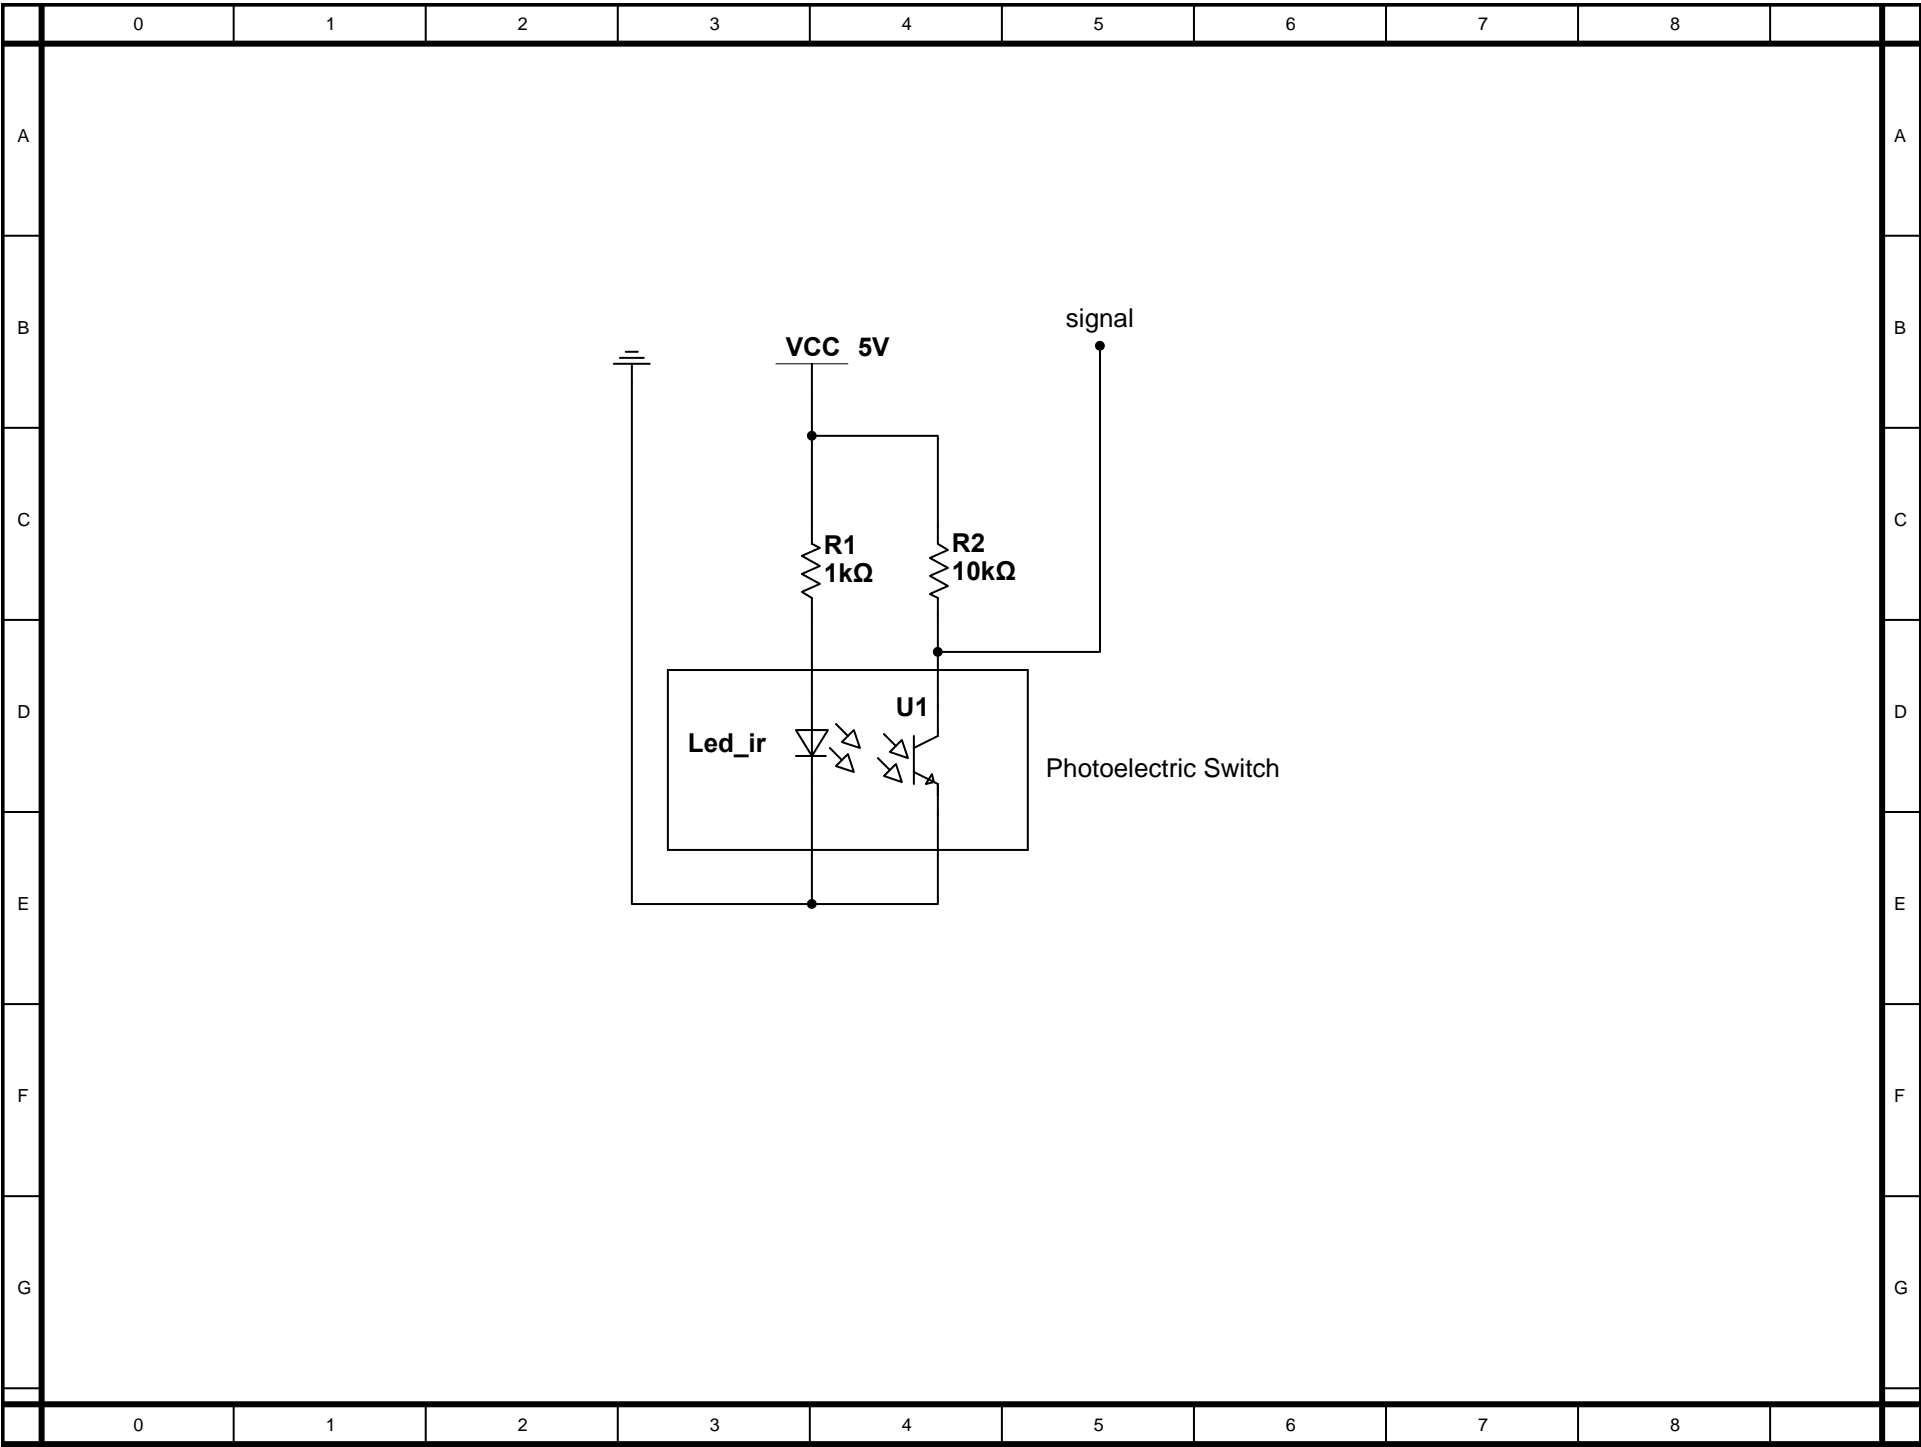 0 1 2 3 4 5 6 7 8
A A
B B
signal
VCC 5V
C C
R1
1kΩ
R2
10kΩ
D D
U1
Led_ir
Photoelectric Switch
E E
F F
G G
0 1 2 3 4 5 6 7 8